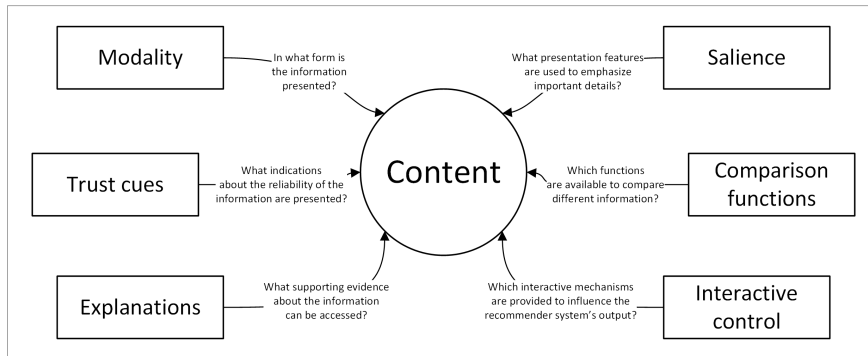 Modality
In what form is
the information
presented?
What presentation features
are used to emphasize
important details?
Salience
Trust cues
What indications
about the reliability of the
information are presented?
Content
Which functions
are available to compare
different information?
Comparison
functions
Explanations
What supporting evidence
about the information
can be accessed?
Which interactive mechanisms
are provided to influence the
recommender system's output?
Interactive
control